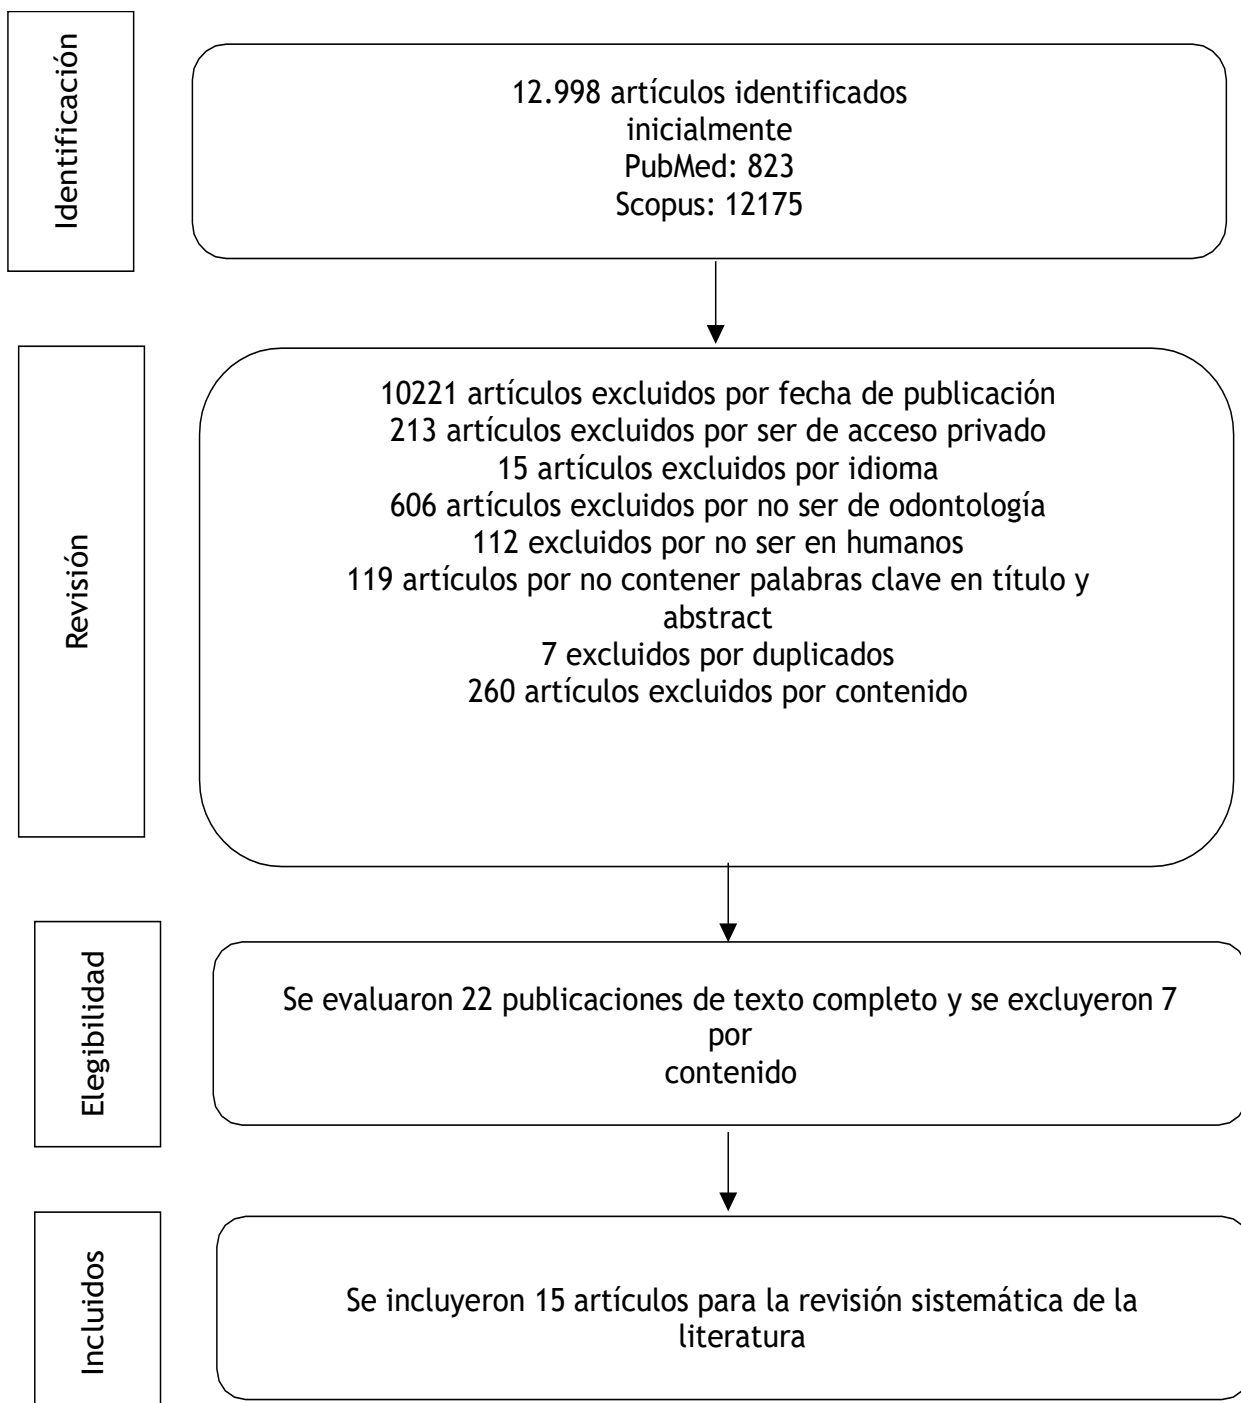 Identificación
12.998 artículos identificados
inicialmente
PubMed: 823
Scopus: 12175
Revisión
10221 artículos excluidos por fecha de publicación
213 artículos excluidos por ser de acceso privado
15 artículos excluidos por idioma
606 artículos excluidos por no ser de odontología
112 excluidos por no ser en humanos
119 artículos por no contener palabras clave en título y
abstract
7 excluidos por duplicados
260 artículos excluidos por contenido
Elegibilidad
Se evaluaron 22 publicaciones de texto completo y se excluyeron 7
por
contenido
Incluidos
Se incluyeron 15 artículos para la revisión sistemática de la
literatura